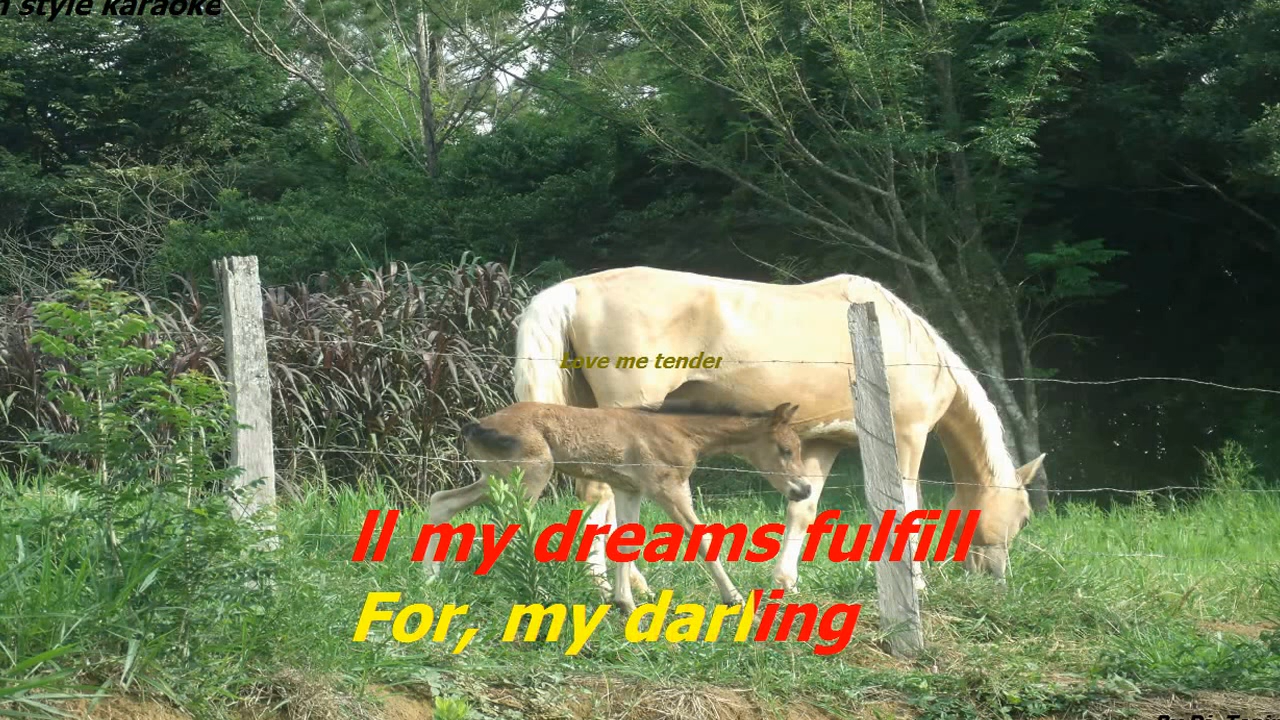 style karaoke
Love me tender
ll my dreams fulfill
For, my darling